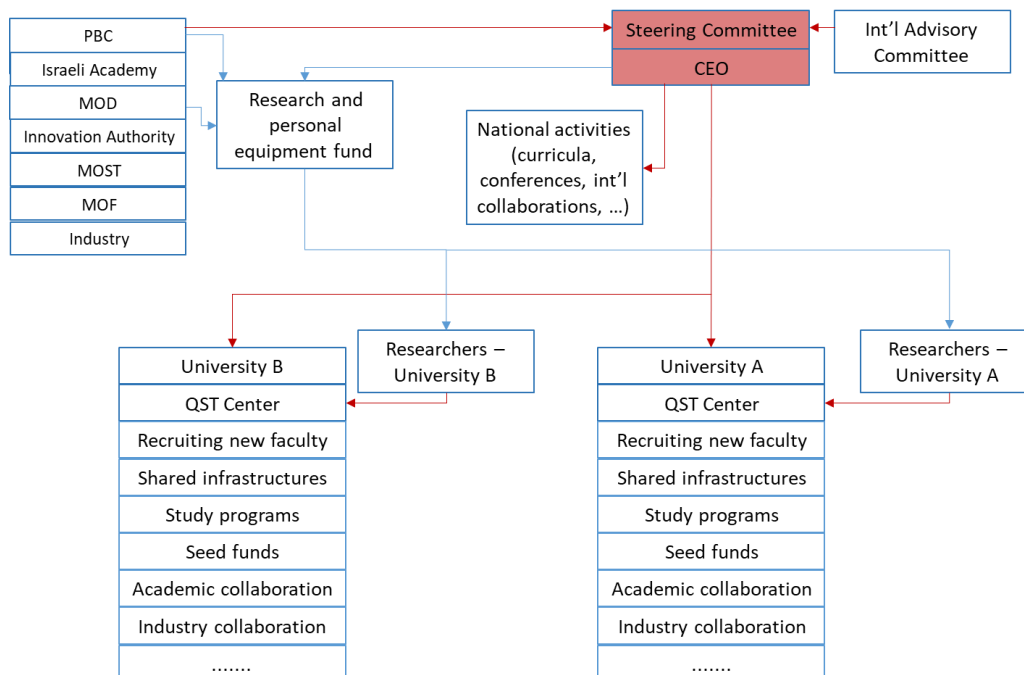 PBC
Israeli Academy
MOD
Innovation Authority
MOST
MOF
Industry
Research and
personal
equipment fund
Steering Committee
CEO
Int’l Advisory
Committee
National activities
(curricula,
conferences, int’l
collaborations, …)
University B
QST Center
Recruiting new faculty
Shared infrastructures
Study programs
Seed funds
Academic collaboration
Industry collaboration
.......
Researchers –
University B
University A
QST Center
Recruiting new faculty
Shared infrastructures
Study programs
Seed funds
Academic collaboration
Industry collaboration
.......
Researchers –
University A